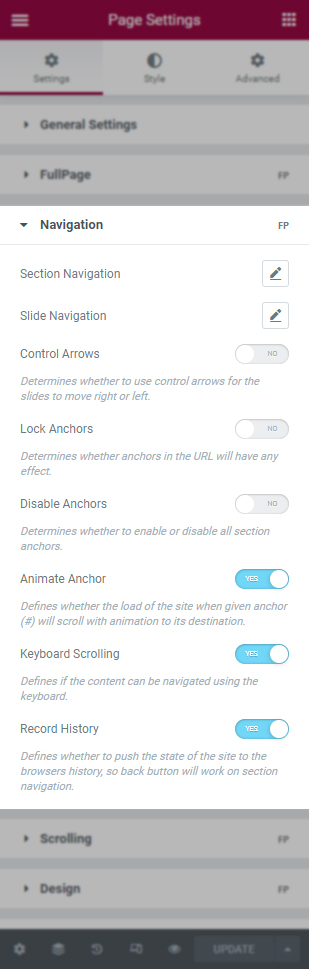 Page Settings
Settings
Style
Advanced
General Settings
FullPage
FP
Navigation
FP
Section Navigation
Slide Navigation
Control Arrows
NO
Determines whether to use control arrows for the
slides to move right or left.
Lock Anchors
NO
Determines whether anchors in the URL will have any
effect.
Disable Anchors
NO
Determines whether to enable or disable all section
anchors.
Animate Anchor
YES
Defines whether the load of the site when given anchor
(#) will scroll with animation to its destination.
Keyboard Scrolling
YES
Defines if the content can be navigated using the
keyboard.
Record History
YES
Defines whether to push the state of the site to the
browsers history, so back button will work on section
navigation.
Scrolling
FP
Design
FP
UPDATE